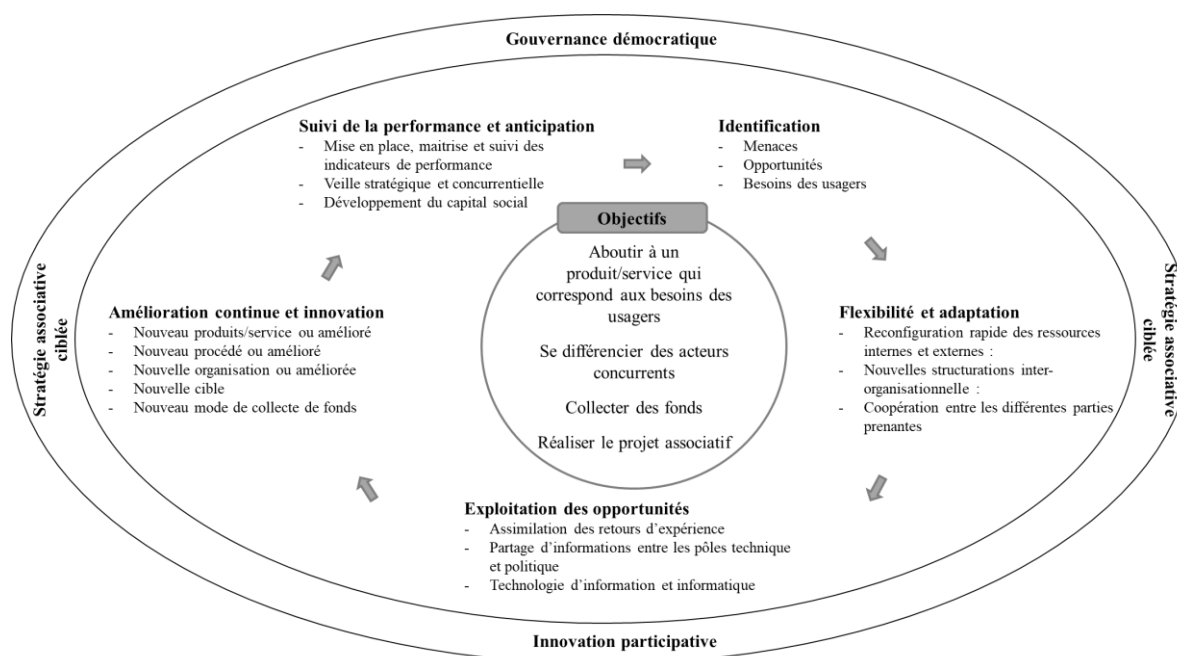 Gouvernance démocratique
Suivi de la performance et anticipation
- Mise en place, maitrise et suivi des
indicateurs de performance
- Veille stratégique et concurrentielle
- Développement du capital social
Identification
- Menaces
- Opportunités
- Besoins des usagers
Objectifs
Aboutir à un
produit/service qui
correspond aux besoins des
usagers
Se différencier des acteurs
concurrents
Collecter des fonds
Réaliser le projet associatif
Stratégie associative
ciblée
Amélioration continue et innovation
- Nouveau produits/service ou amélioré
- Nouveau procédé ou amélioré
- Nouvelle organisation ou améliorée
- Nouvelle cible
- Nouveau mode de collecte de fonds
Flexibilité et adaptation
- Reconfiguration rapide des ressources
internes et externes :
- Nouvelles structurations inter-
organisationnelle :
- Coopération entre les différentes parties
prenantes
Stratégie associative
ciblée
Exploitation des opportunités
- Assimilation des retours d’expérience
- Partage d’informations entre les pôles technique
et politique
- Technologie d’information et informatique
Innovation participative